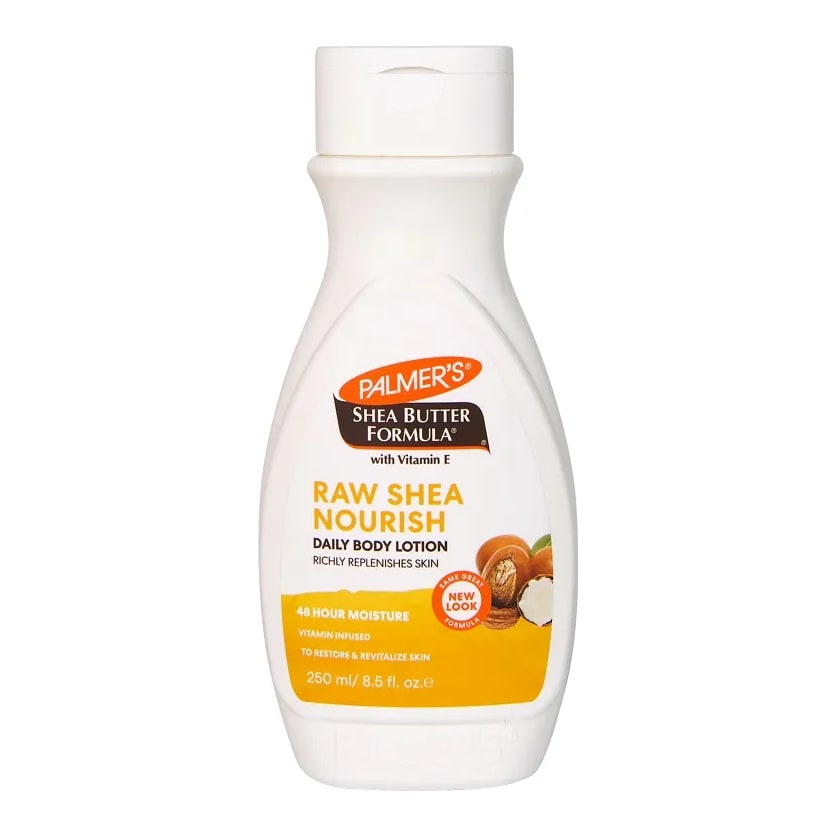 PALMER'S®
SHEA BUTTER
FORMULA®
with Vitamin E
RAW SHEA
NOURISH
DAILY BODY LOTION
RICHLY REPLENISHES SKIN
SAME GREAT
NEW
LOOK
FORMULA
48 HOUR MOISTURE
VITAMIN INFUSED
TO RESTORE & REVITALIZE SKIN
250 ml/ 8.5 fl. oz.℮